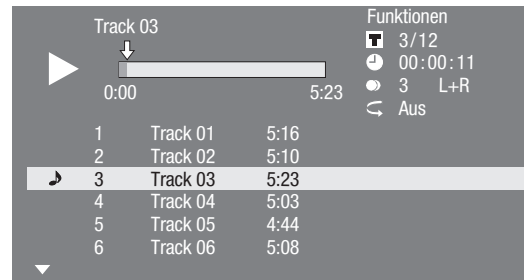 Track 03
0:00 5:23
Funktionen
T 3/12
00:00:11
3 L+R
Aus
1 Track 01 5:16
2 Track 02 5:10
3 Track 03 5:23
4 Track 04 5:03
5 Track 05 4:44
6 Track 06 5:08